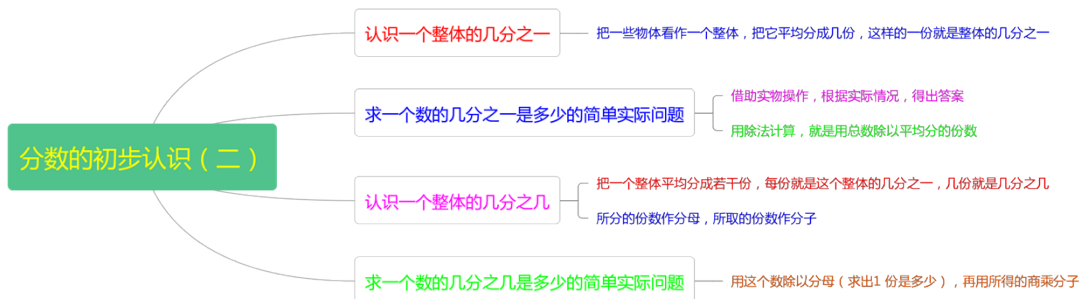 分数的初步认识（二）
认识一个整体的几分之一
把一些物体看作一个整体，把它平均分成几份，这样的一份就是整体的几分之一
求一个数的几分之一是多少的简单实际问题
借助实物操作，根据实际情况，得出答案
用除法计算，就是用总数除以平均分的份数
认识一个整体的几分之几
把一个整体平均分成若干份，每份就是这个整体的几分之一，几份就是几分之几
所分的份数作分母，所取的份数作分子
求一个数的几分之几是多少的简单实际问题
用这个数除以分母（求出1 份是多少），再用所得的商乘分子